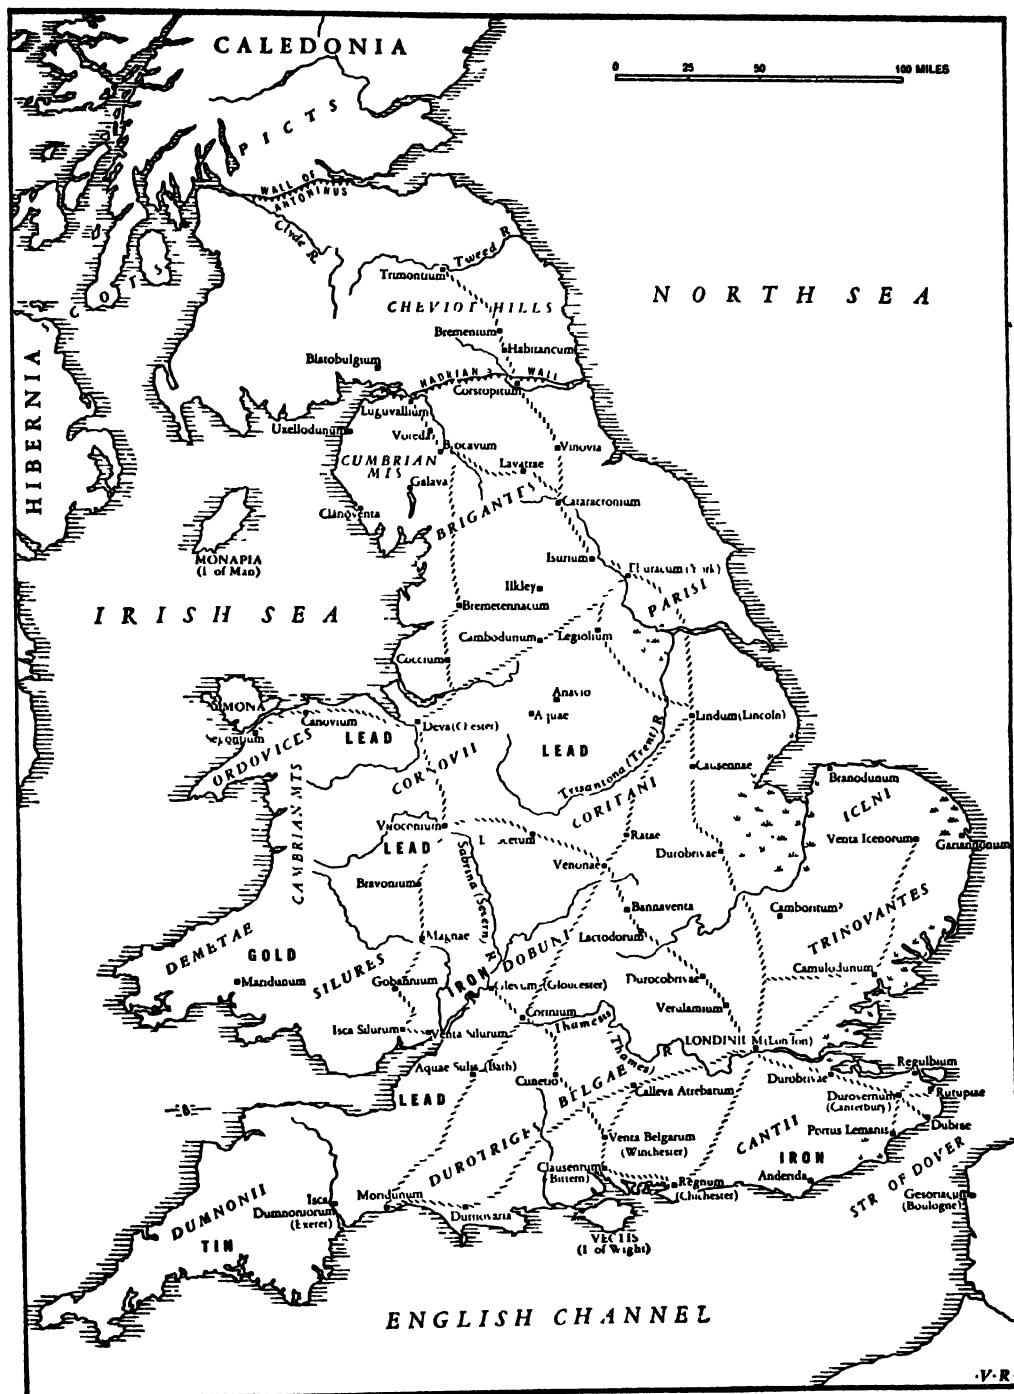 CALEDONIA
0 25 50 100 MILES
PICTS
WALL OF
ANTONINUS
Clyde R.
Tweed R
Trimontium
SCOTS
NORTH SEA
CHEVIOT HILLS
Bremenium
Habitancum
Blatobulgium
HADRIAN'S WALL
Corstopitum
HIBERNIA
Luguvallium
Uxellodunum
Voreda
Brocavum
Vinovia
CUMBRIAN
MTS
Lavatrae
Galava
Cataractonium
Clanoventa
BRIGANTES
MONAPIA
(I of Man)
Isurium
Eburacum (York)
Ilkley
PARISI
IRISH SEA
Bremetennacum
Cambodunum
Legiolium
Coccium
Anavio
MONA
Canuvium
Aquae
Lindum (Lincoln)
Deva (Chester)
Segontium
LEAD
LEAD
ORDOVICES
CORNOVII
Trisantona (Trent) R
Causennae
Branodunum
CORITANI
ICENI
CAMBRIAN MTS
Viroconium
LEAD
Ratae
Venta Icenorum
Gariannonum
Durobrivae
Venonae
Sabrina (Severn) R
Bravonium
Bannaventa
Camboritum?
TRINOVANTES
Magnae
Lactodorum
DEMETAE
GOLD
DOBUNI
Maridunum
SILURES
Gobannium
IRON
Glevum (Gloucester)
Durocobrivae
Camulodunum
Verulamium
Corinium
Isca Silurum
Venta Silurum
Thamesis (Thames) R
LONDINIUM (London)
Aquae Sulis (Bath)
Cunetio
BELGAE
Calleva Atrebatum
Regulbium
Durobrivae
Durovernum
(Canterbury)
Rutupiae
LEAD
Dubrae
Portus Lemanis
CANTII
Venta Belgarum
(Winchester)
IRON
DUROTRIGES
Clausentum
(Bittern)
Anderida
STR OF DOVER
Regnum
(Chichester)
Gesoriacum
(Boulogne)
DUMNONII
Isca
Dumnoniorum
(Exeter)
Moridunum
Durnovaria
TIN
VECTIS
(I of Wight)
ENGLISH CHANNEL
·V·R·